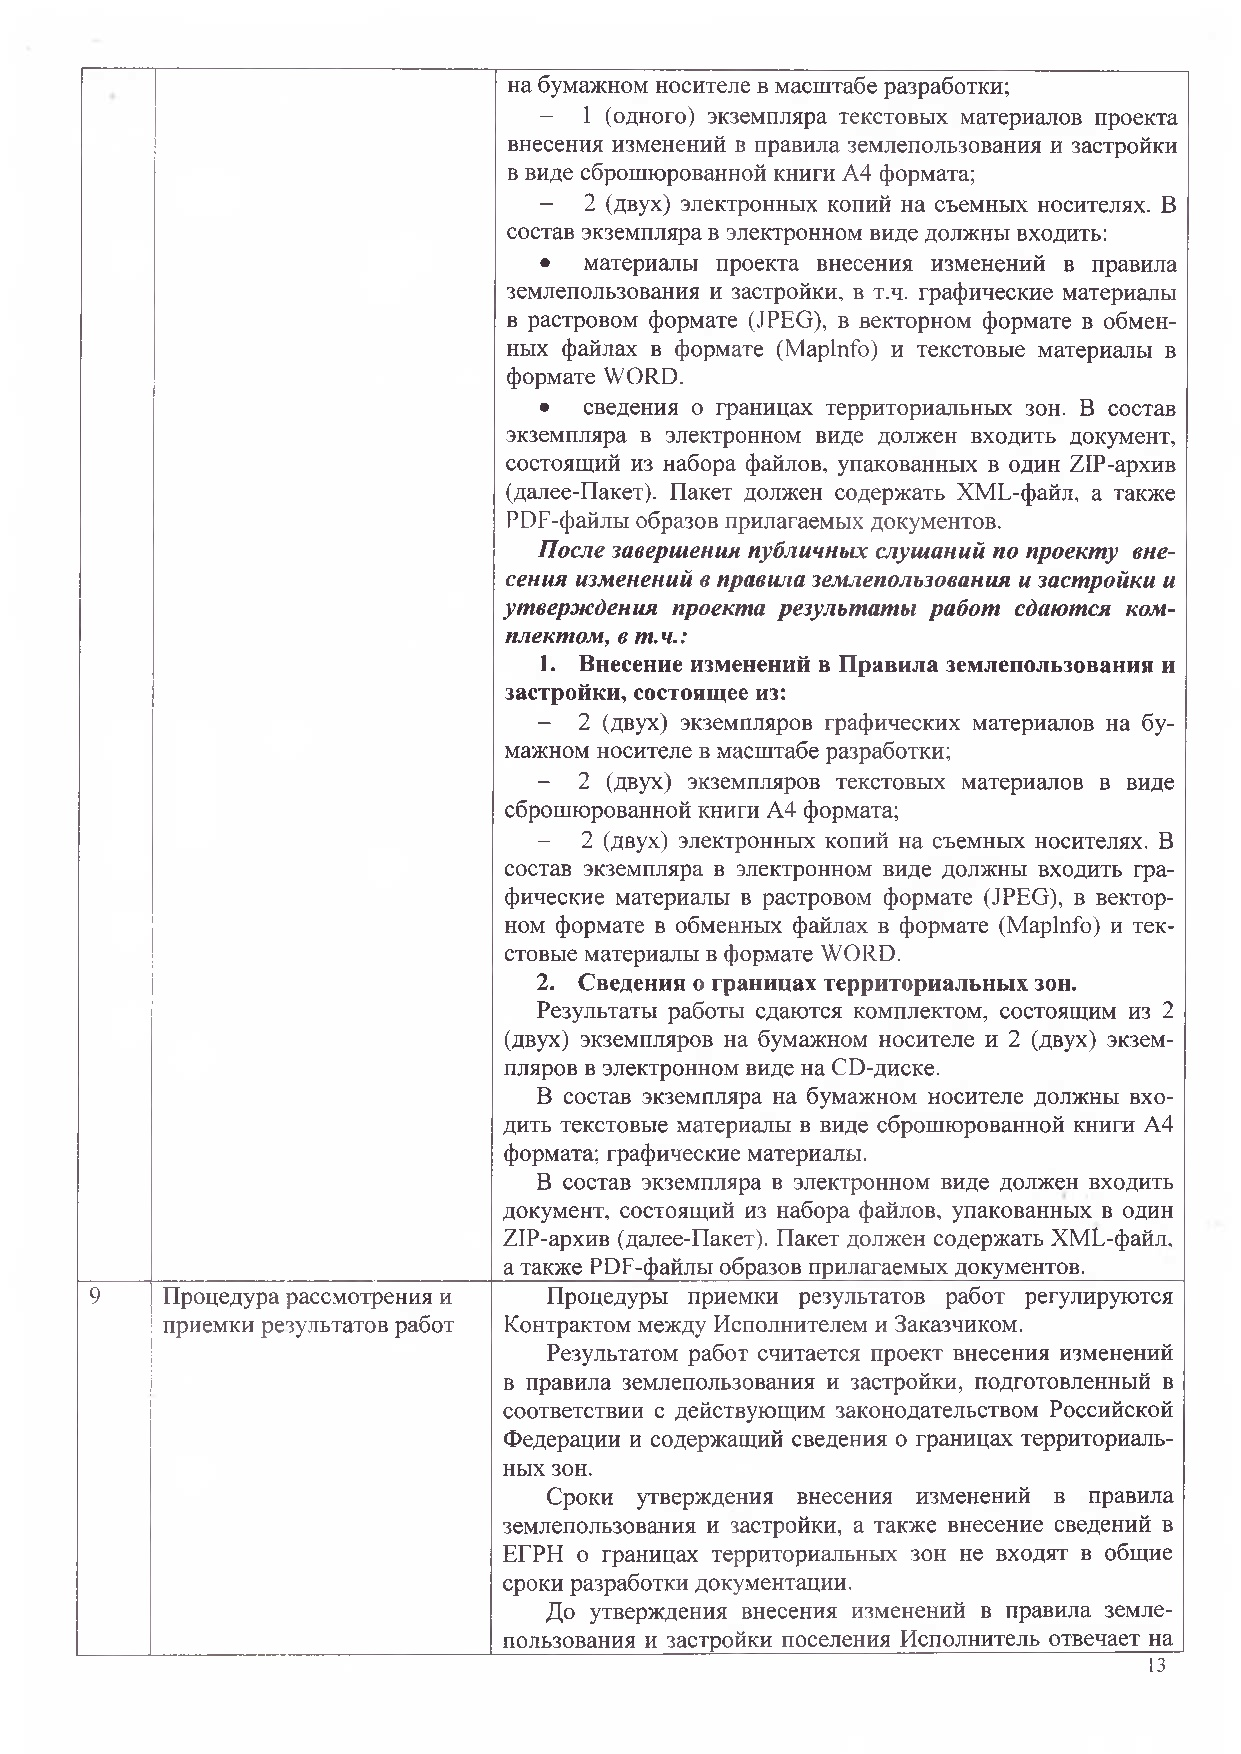 на бумажном носителе в масштабе разработки;
– 1 (одного) экземпляра текстовых материалов проекта
внесения изменений в правила землепользования и застройки
в виде сброшюрованной книги А4 формата;
– 2 (двух) электронных копий на съемных носителях. В
состав экземпляра в электронном виде должны входить:
• материалы проекта внесения изменений в правила
землепользования и застройки, в т.ч. графические материалы
в растровом формате (JPEG), в векторном формате в обмен-
ных файлах в формате (MapInfo) и текстовые материалы в
формате WORD.
• сведения о границах территориальных зон. В состав
экземпляра в электронном виде должен входить документ,
состоящий из набора файлов, упакованных в один ZIP-архив
(далее-Пакет). Пакет должен содержать XML-файл, а также
PDF-файлы образов прилагаемых документов.
После завершения публичных слушаний по проекту вне-
сения изменений в правила землепользования и застройки и
утверждения проекта результаты работ сдаются ком-
плектом, в т.ч.:
1. Внесение изменений в Правила землепользования и
застройки, состоящее из:
– 2 (двух) экземпляров графических материалов на бу-
мажном носителе в масштабе разработки;
– 2 (двух) экземпляров текстовых материалов в виде
сброшюрованной книги А4 формата;
– 2 (двух) электронных копий на съемных носителях. В
состав экземпляра в электронном виде должны входить гра-
фические материалы в растровом формате (JPEG), в вектор-
ном формате в обменных файлах в формате (MapInfo) и тек-
стовые материалы в формате WORD.
2. Сведения о границах территориальных зон.
Результаты работы сдаются комплектом, состоящим из 2
(двух) экземпляров на бумажном носителе и 2 (двух) экзем-
пляров в электронном виде на CD-диске.
В состав экземпляра на бумажном носителе должны вхо-
дить текстовые материалы в виде сброшюрованной книги А4
формата; графические материалы.
В состав экземпляра в электронном виде должен входить
документ, состоящий из набора файлов, упакованных в один
ZIP-архив (далее-Пакет). Пакет должен содержать XML-файл,
а также PDF-файлы образов прилагаемых документов.
9 Процедура рассмотрения и
приемки результатов работ
Процедуры приемки результатов работ регулируются
Контрактом между Исполнителем и Заказчиком.
Результатом работ считается проект внесения изменений
в правила землепользования и застройки, подготовленный в
соответствии с действующим законодательством Российской
Федерации и содержащий сведения о границах территориаль-
ных зон.
Сроки утверждения внесения изменений в правила
землепользования и застройки, а также внесение сведений в
ЕГРН о границах территориальных зон не входят в общие
сроки разработки документации.
До утверждения внесения изменений в правила земле-
пользования и застройки поселения Исполнитель отвечает на
13